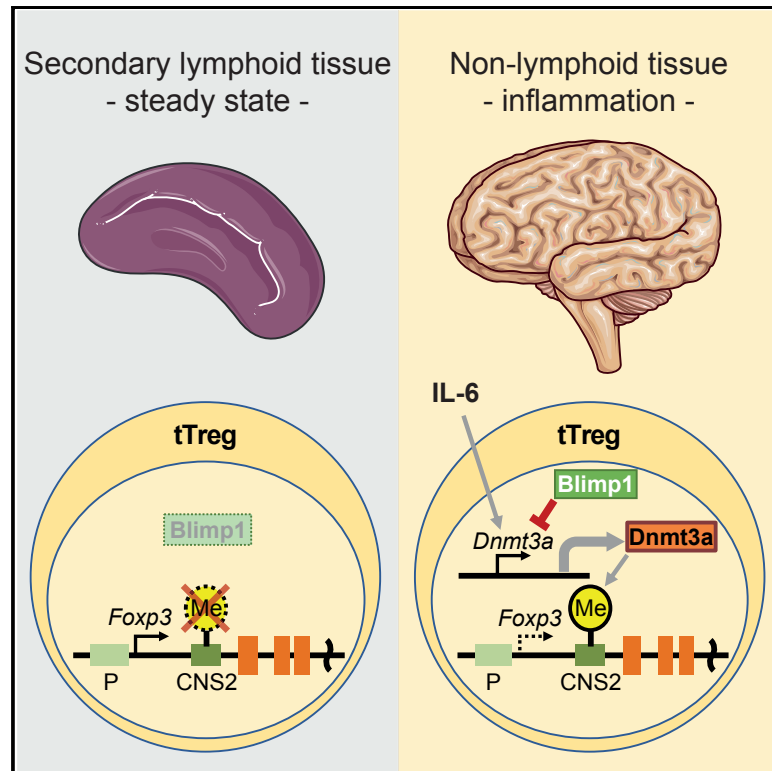 Secondary lymphoid tissue
- steady state -
Non-lymphoid tissue
- inflammation -
tTreg
Blimp1
Me
Foxp3
P
CNS2
IL-6
tTreg
Blimp1
Dnmt3a
Dnmt3a
Me
Foxp3
P
CNS2